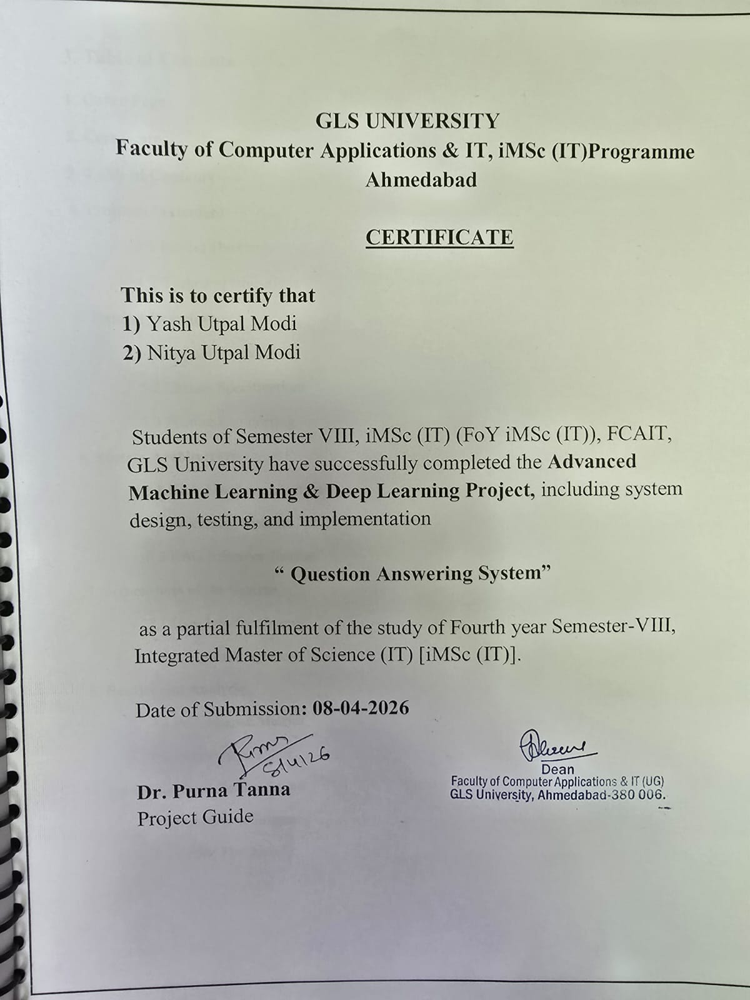 GLS UNIVERSITY
Faculty of Computer Applications & IT, iMSc (IT)Programme
Ahmedabad
CERTIFICATE
This is to certify that
1) Yash Utpal Modi
2) Nitya Utpal Modi
Students of Semester VIII, iMSc (IT) (FoY iMSc (IT)), FCAIT,
GLS University have successfully completed the Advanced
Machine Learning & Deep Learning Project, including system
design, testing, and implementation
“ Question Answering System”
as a partial fulfilment of the study of Fourth year Semester-VIII,
Integrated Master of Science (IT) [iMSc (IT)].
Date of Submission: 08-04-2026
8/4/26
Dr. Purna Tanna
Project Guide
Dean
Faculty of Computer Applications & IT (UG)
GLS University, Ahmedabad-380 006.